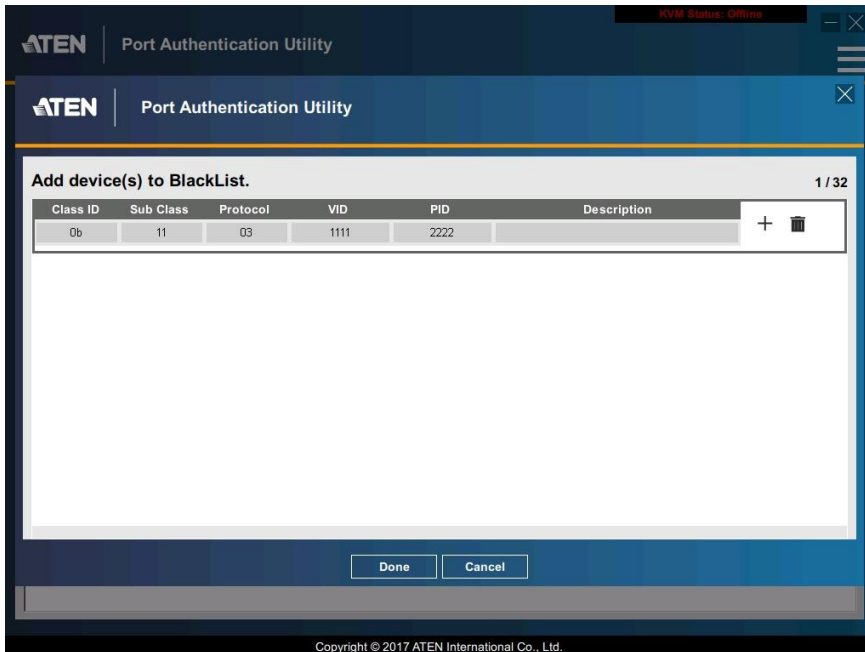 KVM Status: Offline
ATEN Port Authentication Utility
ATEN Port Authentication Utility
Add device(s) to BlackList. 1 / 32
Class ID Sub Class Protocol VID PID Description
0b 11 03 1111 2222
Done Cancel
Copyright © 2017 ATEN International Co., Ltd.